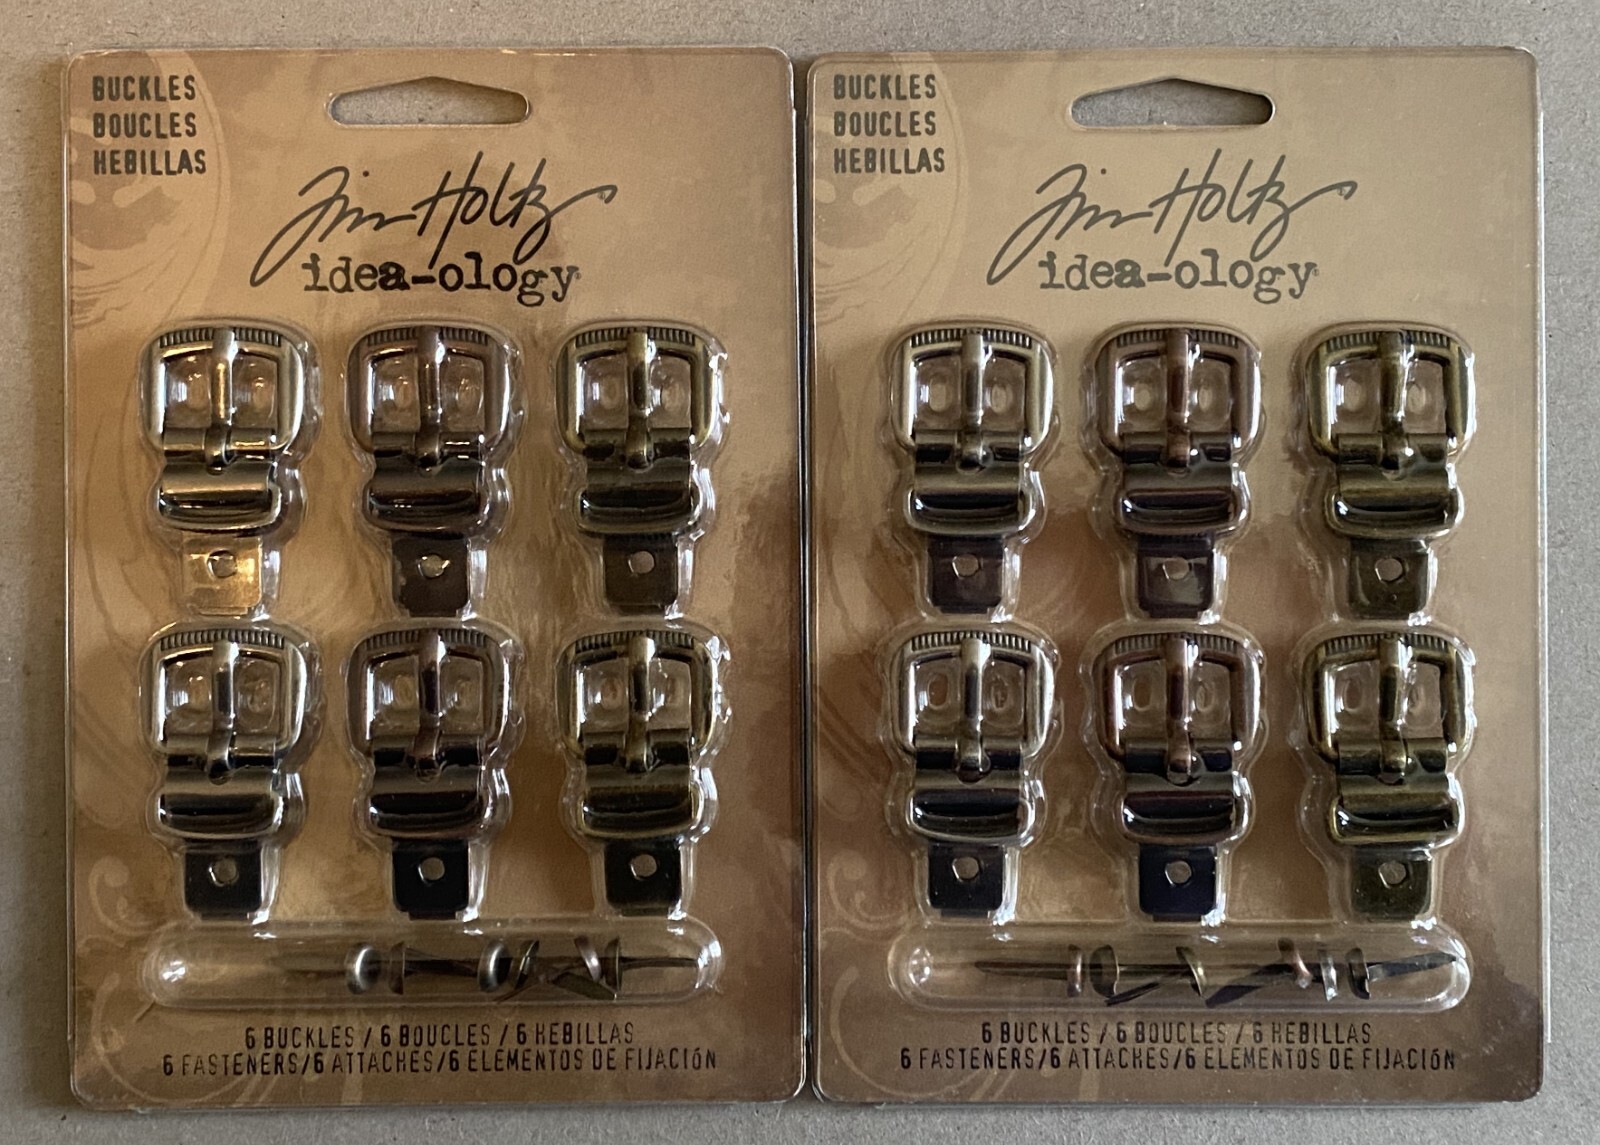 BUCKLES
BOUCLES
HEBILLAS
Tim Holtz
idea-ology
6 BUCKLES / 6 BOUCLES / 6 HEBILLAS
6 FASTENERS/6 ATTACHES/6 ELEMENTOS DE FIJACIÓN
BUCKLES
BOUCLES
HEBILLAS
Tim Holtz
idea-ology
6 BUCKLES / 6 BOUCLES / 6 HEBILLAS
6 FASTENERS/6 ATTACHES/6 ELEMENTOS DE FIJACIÓN